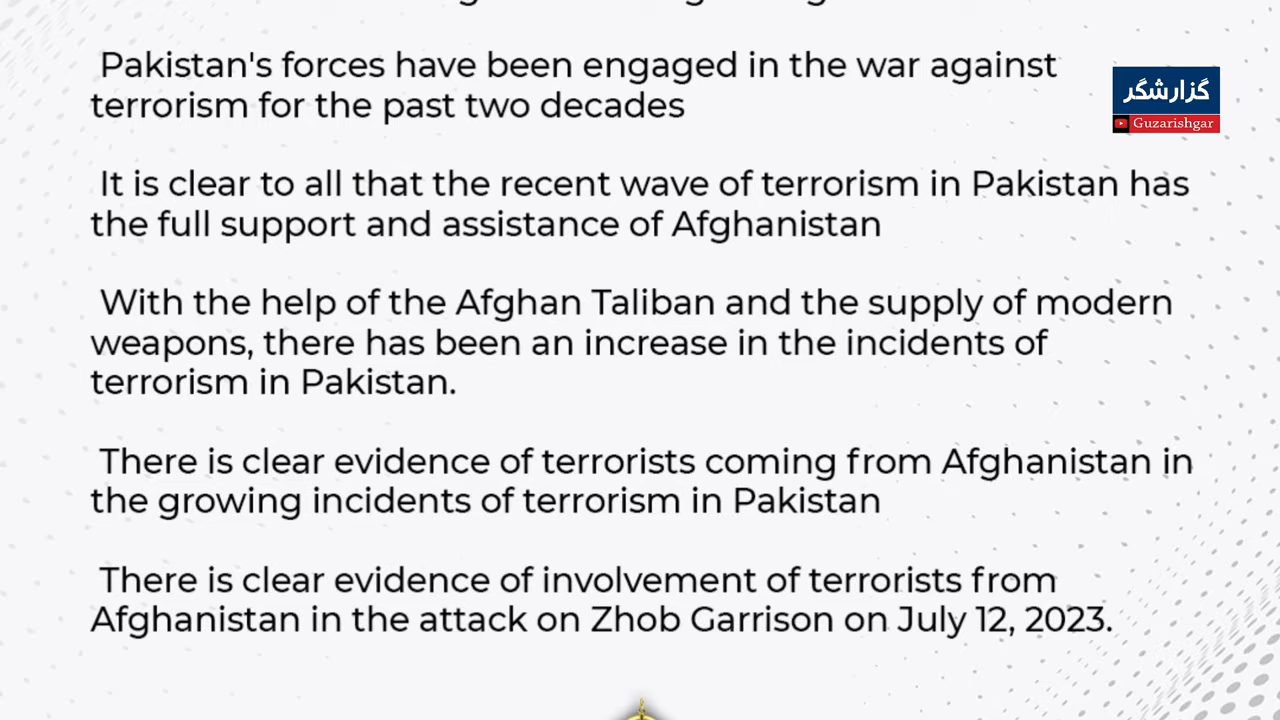 Pakistan's forces have been engaged in the war against
terrorism for the past two decades
گزارشگر
Guzarishgar
It is clear to all that the recent wave of terrorism in Pakistan has
the full support and assistance of Afghanistan
With the help of the Afghan Taliban and the supply of modern
weapons, there has been an increase in the incidents of
terrorism in Pakistan.
There is clear evidence of terrorists coming from Afghanistan in
the growing incidents of terrorism in Pakistan
There is clear evidence of involvement of terrorists from
Afghanistan in the attack on Zhob Garrison on July 12, 2023.